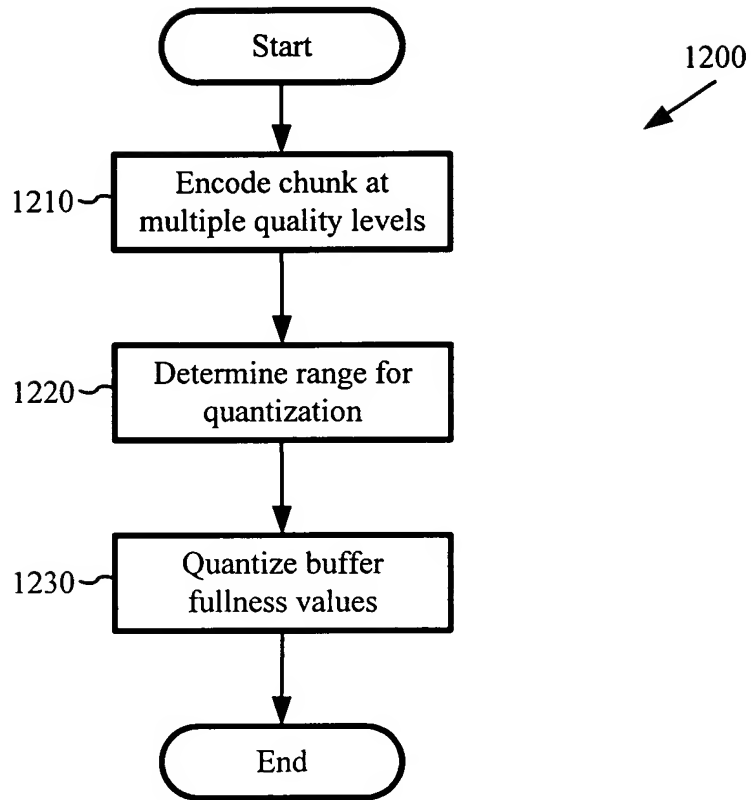 Start
1200
1210
Encode chunk at
multiple quality levels
1220
Determine range for
quantization
1230
Quantize buffer
fullness values
End